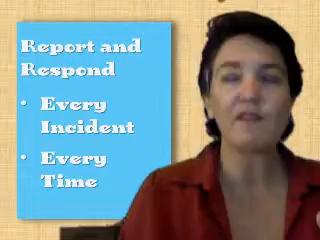 Report and
Respond
• Every
Incident
• Every
Time